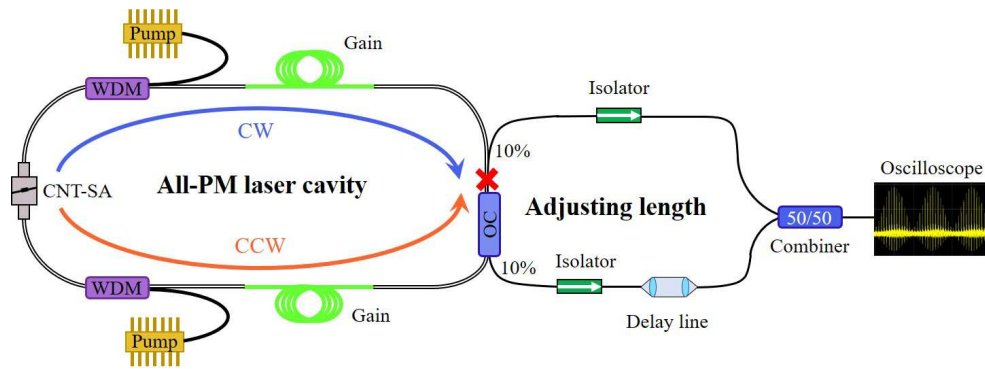 Pump
Gain
WDM
Isolator
CW
10%
Oscilloscope
CNT-SA
All-PM laser cavity
Adjusting length
OC
50/50
Combiner
CCW
10%
Isolator
WDM
Gain
Delay line
Pump